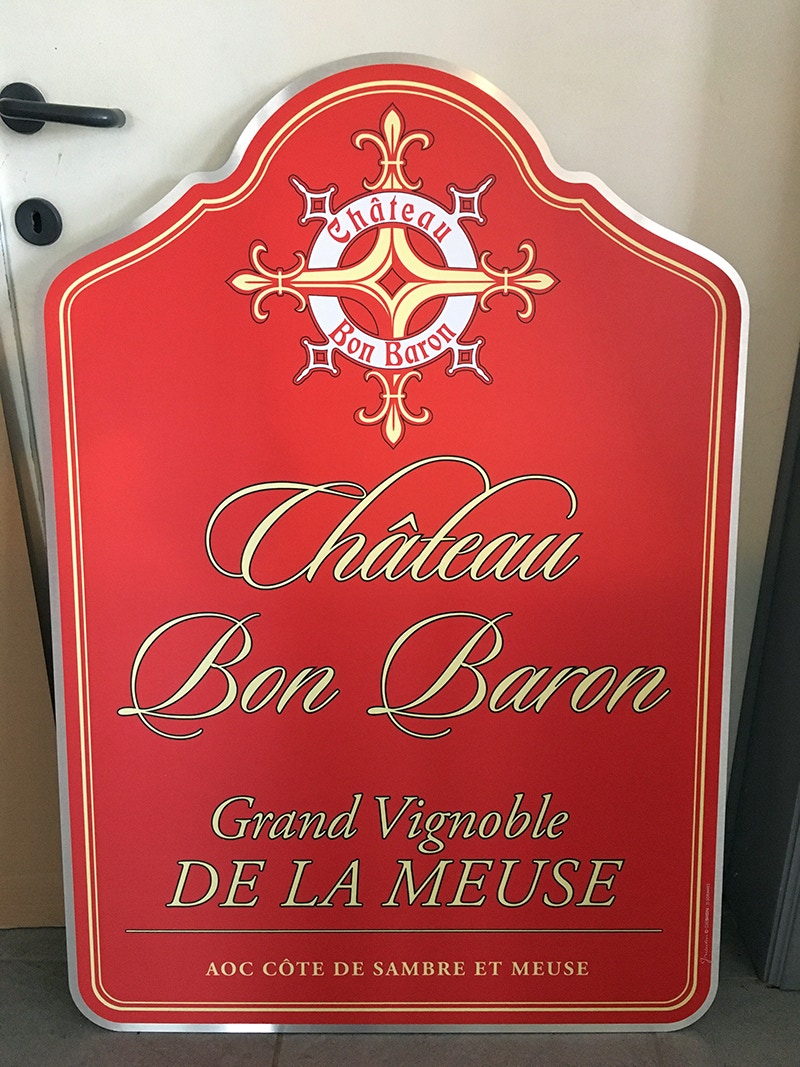 Château
Bon Baron
Château
Bon Baron
Grand Vignoble
DE LA MEUSE
AOC CÔTE DE SAMBRE ET MEUSE